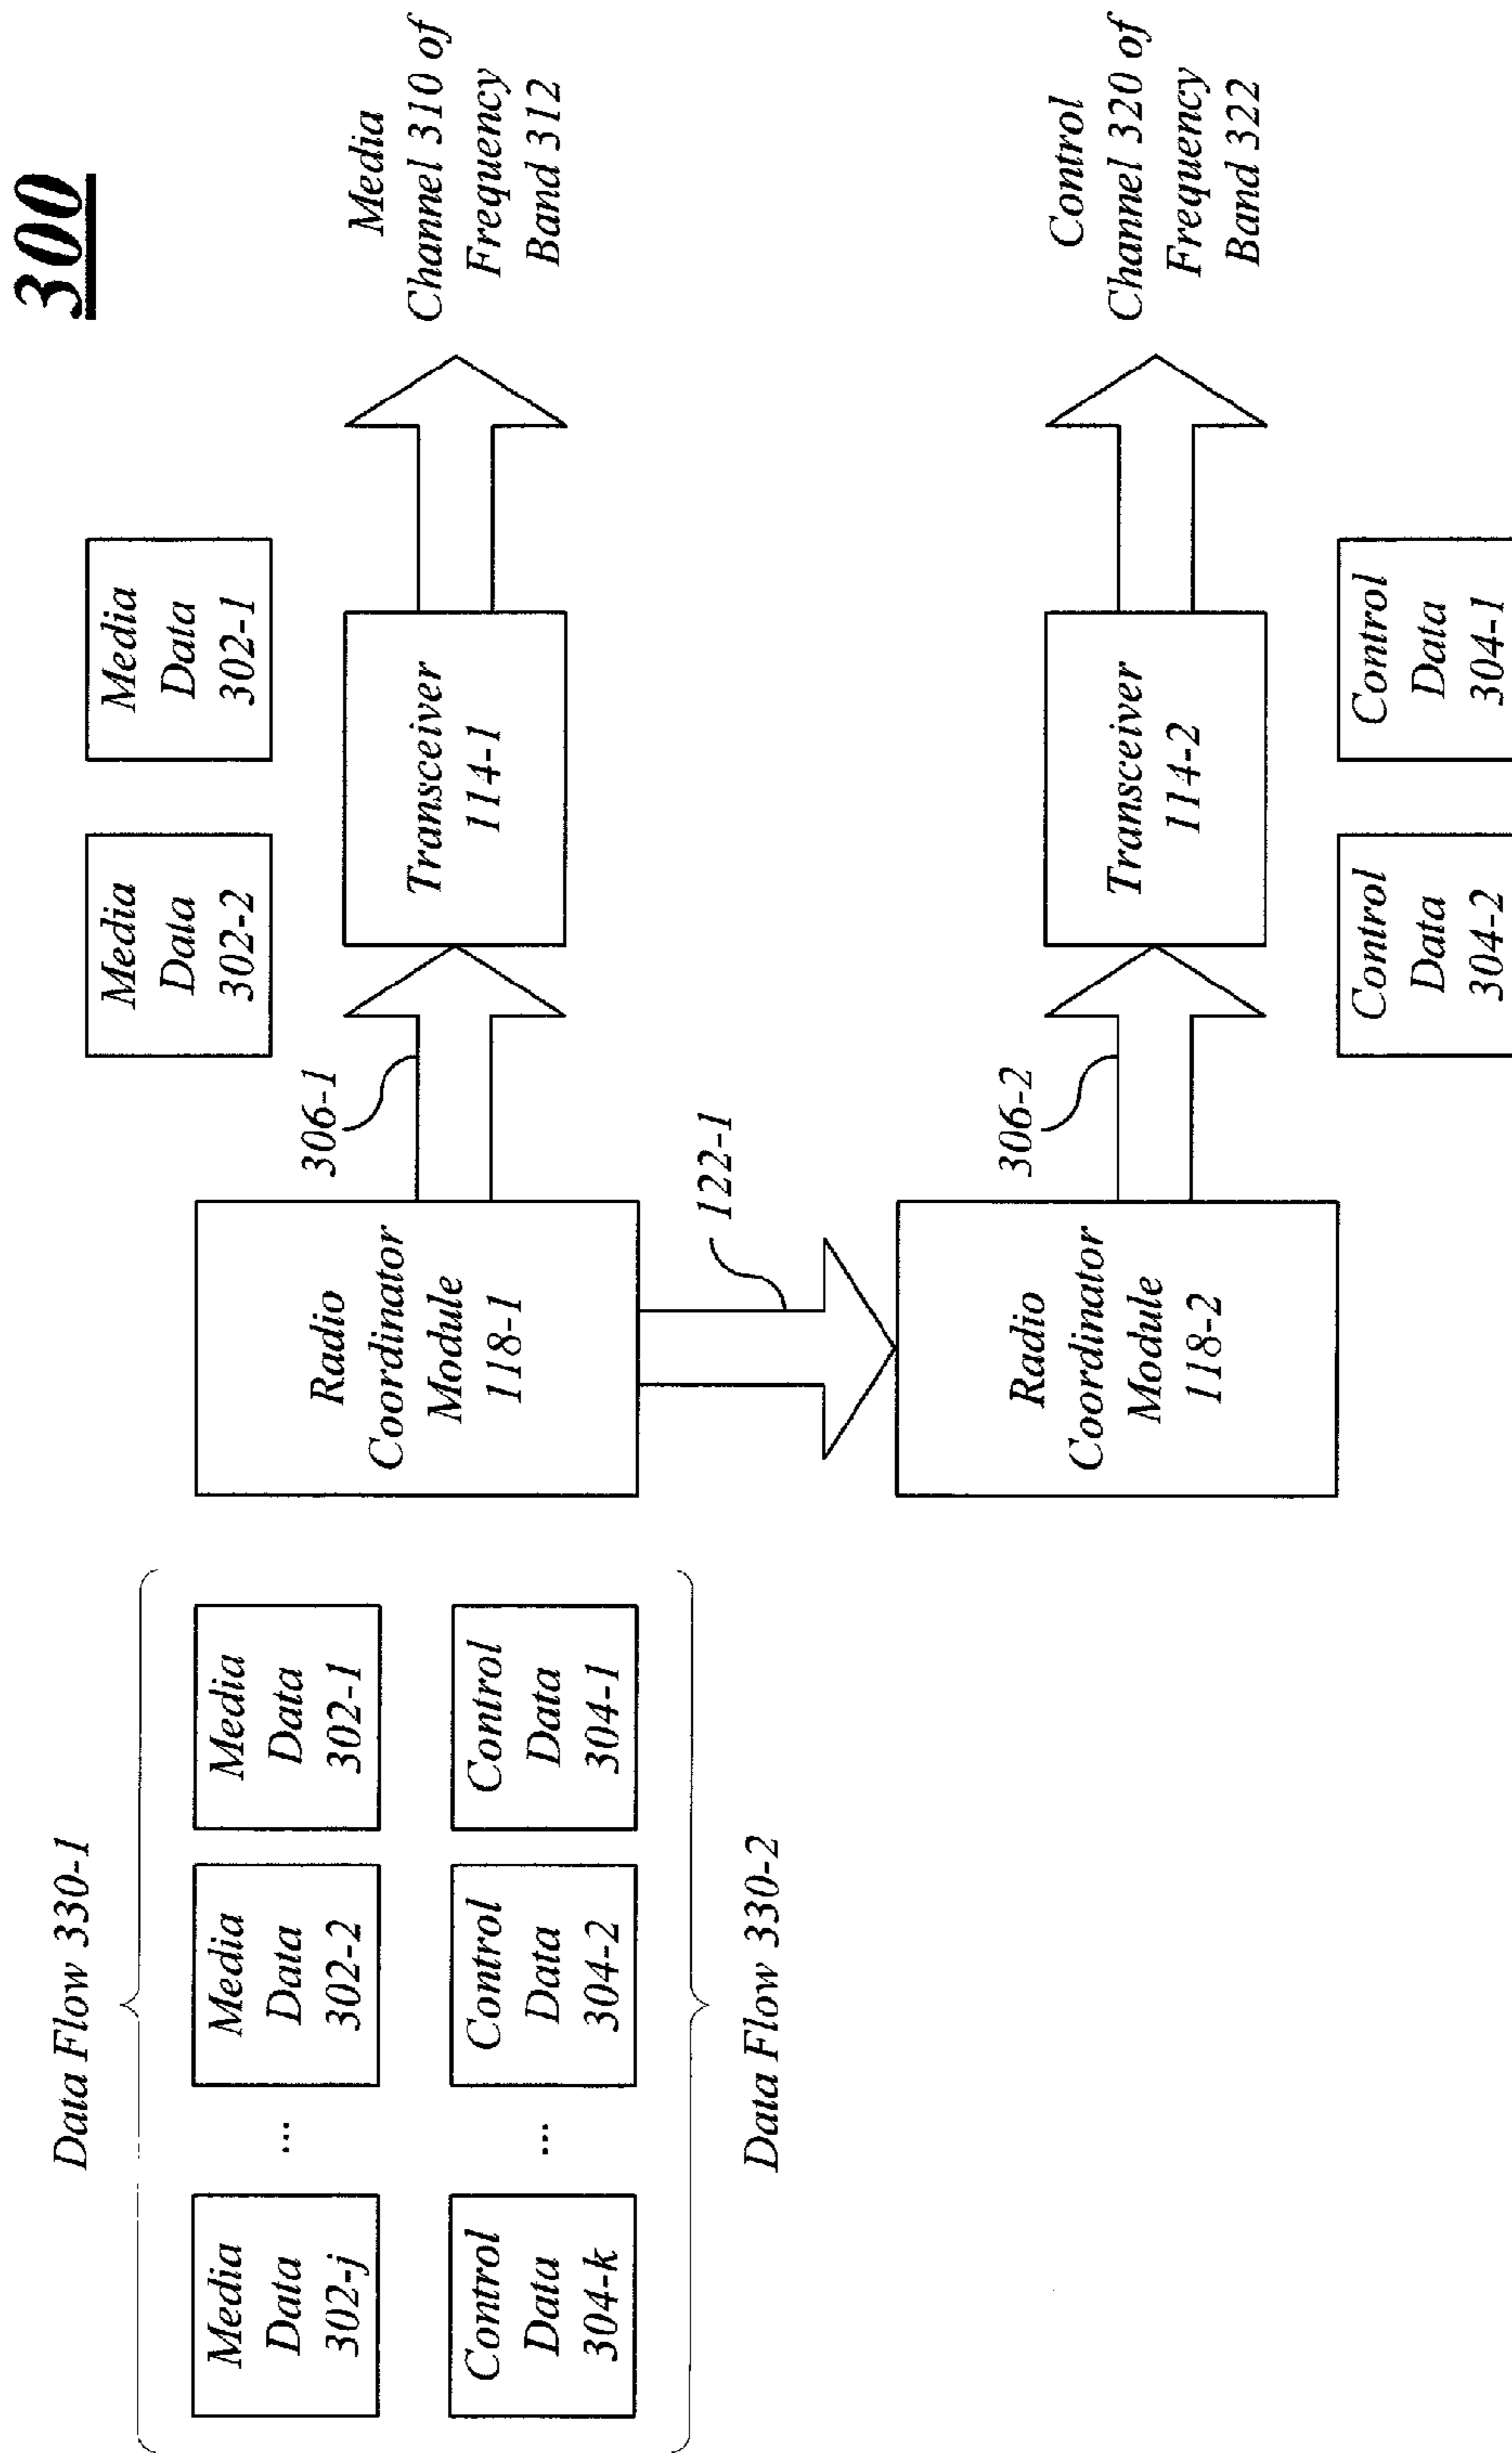 300
Data Flow 330-1
Media
Data
302-j
...
Media
Data
302-2
Media
Data
302-1
Control
Data
304-k
...
Control
Data
304-2
Control
Data
304-1
Data Flow 330-2
Radio
Coordinator
Module
118-1
306-1
Media
Data
302-2
Media
Data
302-1
Transceiver
114-1
Media
Channel 310 of
Frequency
Band 312
122-1
Radio
Coordinator
Module
118-2
306-2
Transceiver
114-2
Control
Data
304-2
Control
Data
304-1
Control
Channel 320 of
Frequency
Band 322